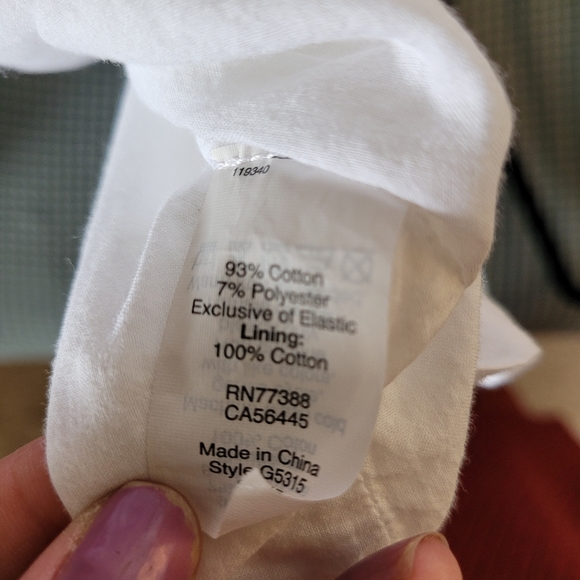 119340
93% Cotton
7% Polyester
Exclusive of Elastic
Lining:
100% Cotton
RN77388
CA56445
Made in China
Style G5315